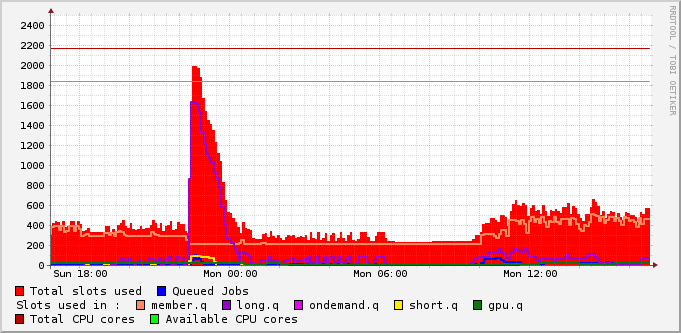 2400
2200
2000
1800
1600
1400
1200
1000
800
600
400
200
0
Sun 18:00 Mon 00:00 Mon 06:00 Mon 12:00
RRDTOOL / TOBI OETIKER
Total slots used Queued Jobs
Slots used in : member.q long.q ondemand.q short.q gpu.q
Total CPU cores Available CPU cores